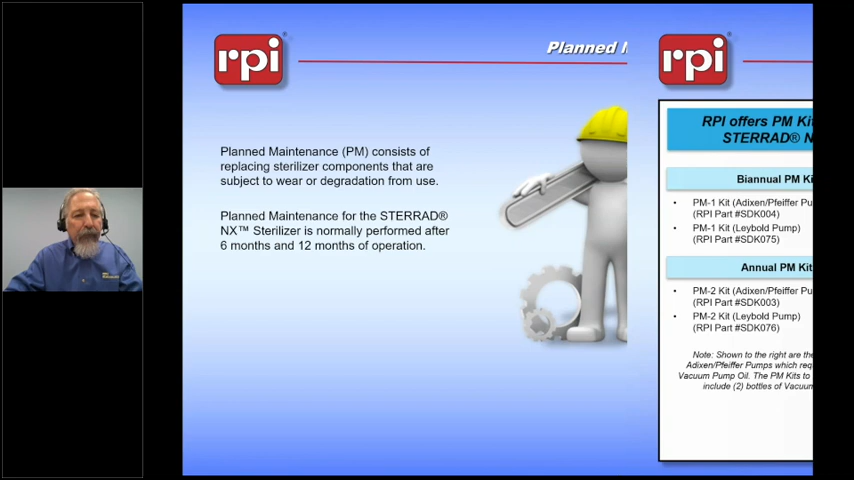 rpi
Planned
Planned Maintenance (PM) consists of
replacing sterilizer components that are
subject to wear or degradation from use.
Planned Maintenance for the STERRAD®
NX™ Sterilizer is normally performed after
6 months and 12 months of operation.
rpi
RPI offers PM Kit
STERRAD® N
Biannual PM Ki
• PM-1 Kit (Adixen/Pfeiffer Pu
(RPI Part #SDK004)
• PM-1 Kit (Leybold Pump)
(RPI Part #SDK075)
Annual PM Kit
• PM-2 Kit (Adixen/Pfeiffer Pu
(RPI Part #SDK003)
• PM-2 Kit (Leybold Pump)
(RPI Part #SDK076)
Note: Shown to the right are the
Adixen/Pfeiffer Pumps which req
Vacuum Pump Oil. The PM Kits to
include (2) bottles of Vacuum